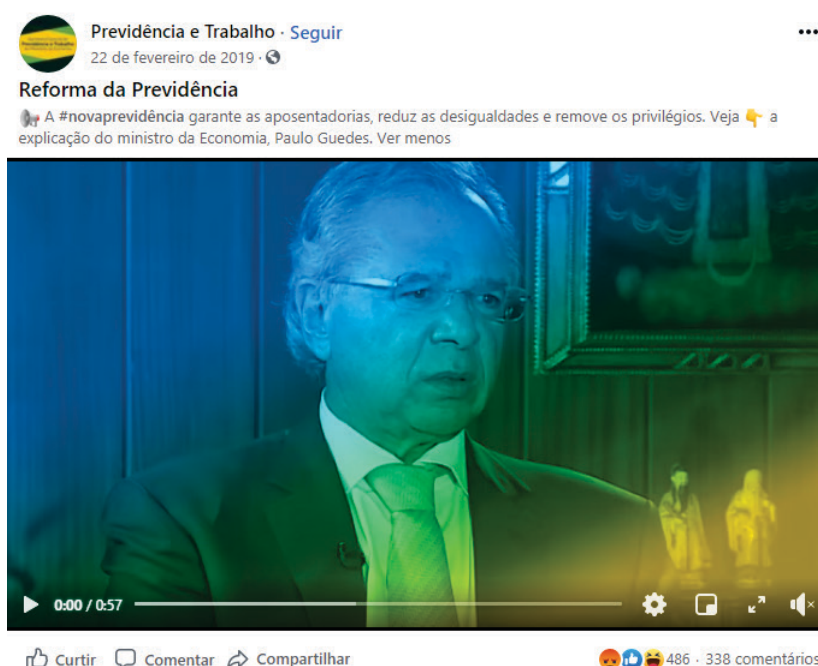 Previdência e Trabalho · Seguir
22 de fevereiro de 2019 ·
Reforma da Previdência
A #novaprevidência garante as aposentadorias, reduz as desigualdades e remove os privilégios. Veja a
explicação do ministro da Economia, Paulo Guedes. Ver menos
0:00 / 0:57
Curtir Comentar Compartilhar 486 · 338 comentários